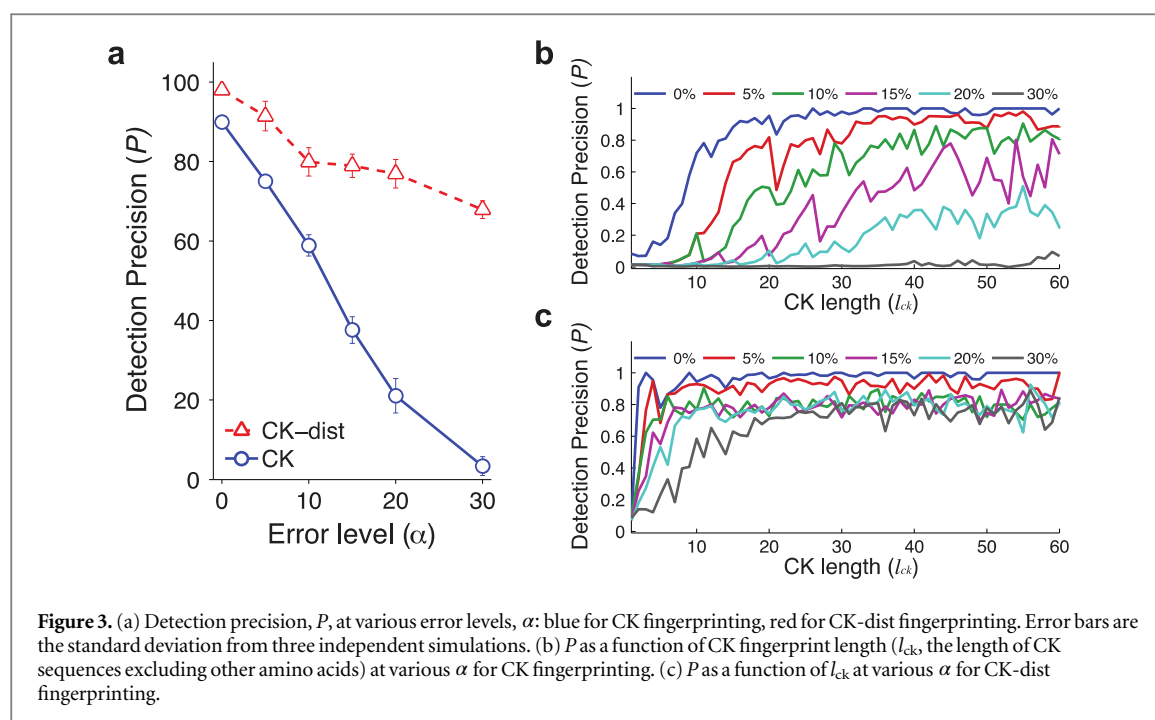 a
100
80
60
40
20
0
Detection Precision (P)
CK–dist
CK
0
10
20
30
Error level (α)
b
Detection Precision (P)
0% 5% 10% 15% 20% 30%
1
0.8
0.6
0.4
0.2
0
10 20 30 40 50 60
CK length (lck)
c
Detection Precision (P)
0% 5% 10% 15% 20% 30%
1
0.8
0.6
0.4
0.2
0
10 20 30 40 50 60
CK length (lck)
Figure 3. (a) Detection precision, P, at various error levels, α: blue for CK fingerprinting, red for CK-dist fingerprinting. Error bars are
the standard deviation from three independent simulations. (b) P as a function of CK fingerprint length (lck, the length of CK
sequences excluding other amino acids) at various α for CK fingerprinting. (c) P as a function of lck at various α for CK-dist
fingerprinting.